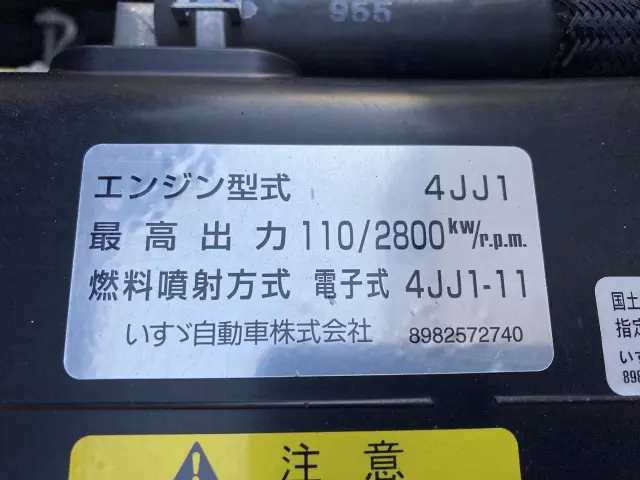 955
エンジン型式 4JJ1
最高出力 110/2800kw/r.p.m.
燃料噴射方式 電子式 4JJ1-11
いすゞ自動車株式会社 8982572740
国土
指定
いす
898
注意